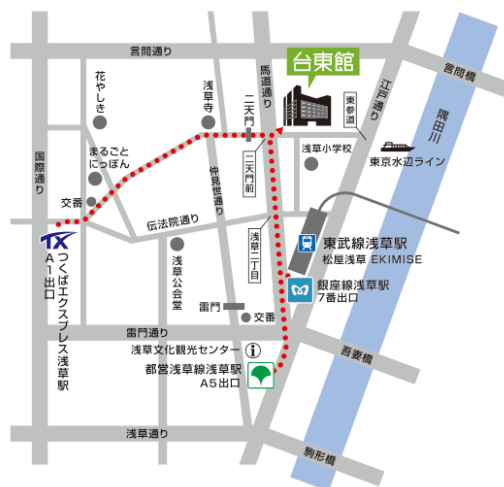 言問通り
馬道通り
台東館
江戸通り
言問橋
花やしき
浅草寺
二天門
東参道
隅田川
国際通り
まるごと
にっぽん
二天門前
浅草小学校
東京水辺ライン
仲見世通り
交番
伝法院通り
TX
つくばエクスプレス浅草駅
A1出口
浅草公会堂
浅草二丁目
東武線浅草駅
松屋浅草 EKIMISE
銀座線浅草駅
7番出口
雷門
交番
雷門通り
浅草文化観光センター
吾妻橋
都営浅草線浅草駅
A5出口
浅草通り
駒形橋